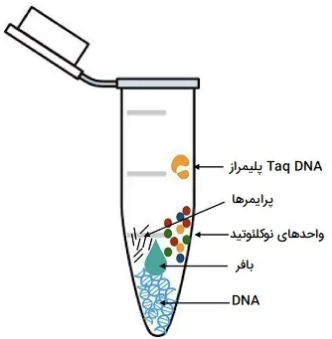 Taq DNA پلیمراز
پرایمرها
واحدهای نوکلئوتید
بافر
DNA